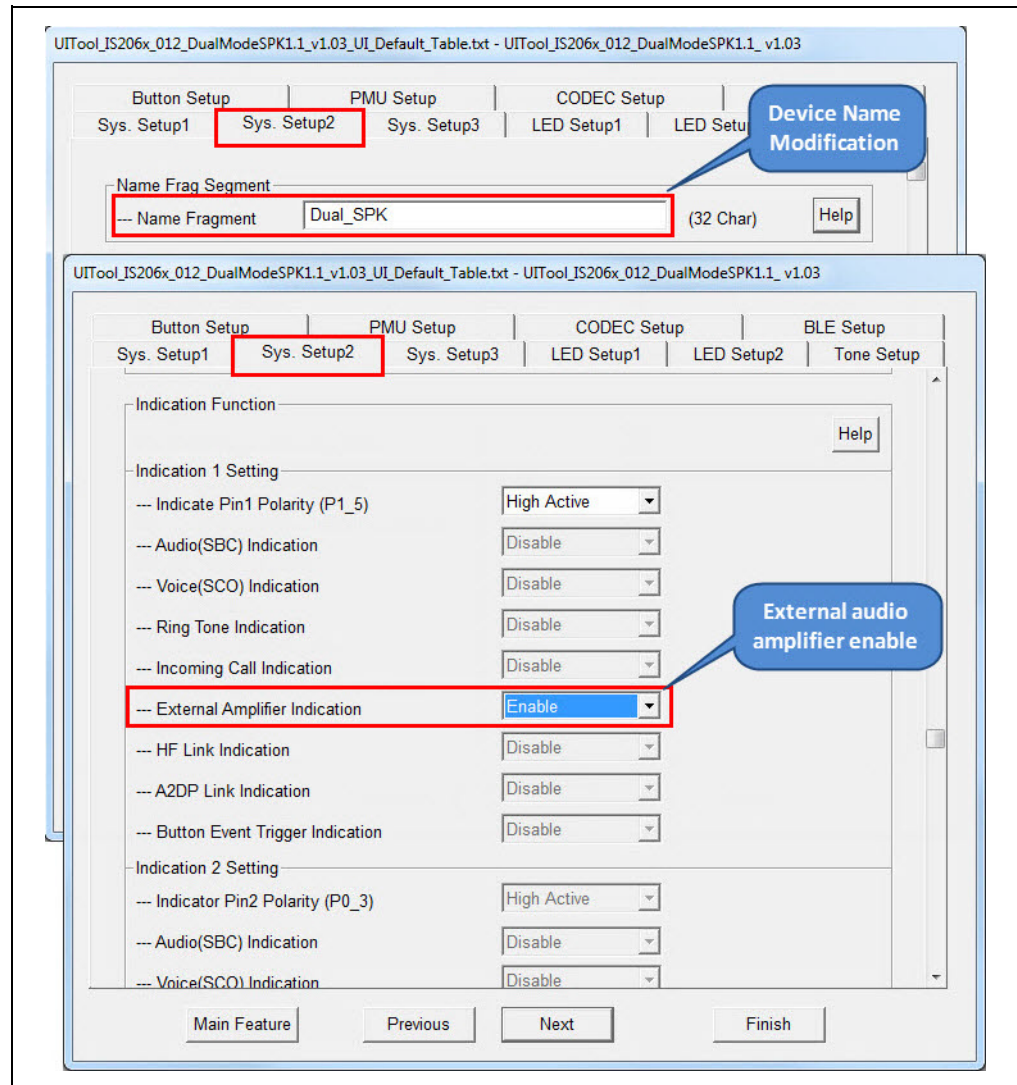 UITool_IS206x_012_DualModeSPK1.1_v1.03_UI_Default_Table.txt - UITool_IS206x_012_DualModeSPK1.1_ v1.03
Button Setup PMU Setup CODEC Setup
Sys. Setup1 Sys. Setup2 Sys. Setup3 LED Setup1 LED Setu
Device Name
Modification
Name Frag Segment
--- Name Fragment Dual_SPK (32 Char) Help
UITool_IS206x_012_DualModeSPK1.1_v1.03_UI_Default_Table.txt - UITool_IS206x_012_DualModeSPK1.1_ v1.03
Button Setup PMU Setup CODEC Setup BLE Setup
Sys. Setup1 Sys. Setup2 Sys. Setup3 LED Setup1 LED Setup2 Tone Setup
Indication Function
Help
Indication 1 Setting
--- Indicate Pin1 Polarity (P1_5) High Active
--- Audio(SBC) Indication Disable
--- Voice(SCO) Indication Disable
--- Ring Tone Indication Disable
--- Incoming Call Indication Disable
External audio
amplifier enable
--- External Amplifier Indication Enable
--- HF Link Indication Disable
--- A2DP Link Indication Disable
--- Button Event Trigger Indication Disable
Indication 2 Setting
--- Indicator Pin2 Polarity (P0_3) High Active
--- Audio(SBC) Indication Disable
--- Voice(SCO) Indication Disable
Main Feature Previous Next Finish